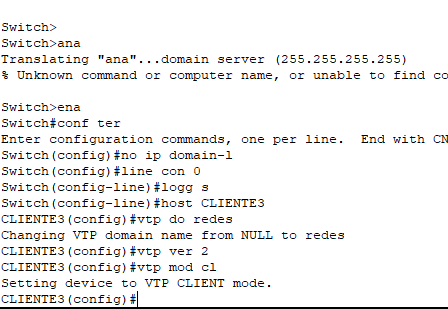 Switch>
Switch>ana
Translating "ana"...domain server (255.255.255.255)
% Unknown command or computer name, or unable to find
Switch>ena
Switch#conf ter
Enter configuration commands, one per line.  End with
Switch(config)#no ip domain-l
Switch(config)#line con 0
Switch(config-line)#logg s
Switch(config-line)#host CLIENTE3
CLIENTE3(config)#vtp do redes
Changing VTP domain name from NULL to redes
CLIENTE3(config)#vtp ver 2
CLIENTE3(config)#vtp mod cl
Setting device to VTP CLIENT mode.
CLIENTE3(config)#